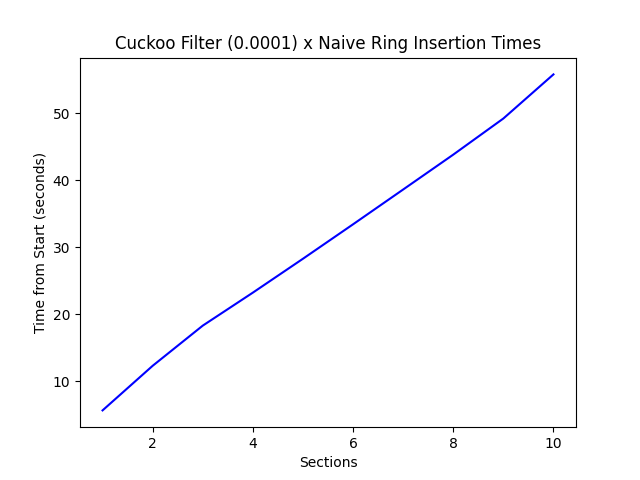 Cuckoo Filter (0.0001) x Naive Ring Insertion Times
Time from Start (seconds)
50
40
30
20
10
2 4 6 8 10
Sections